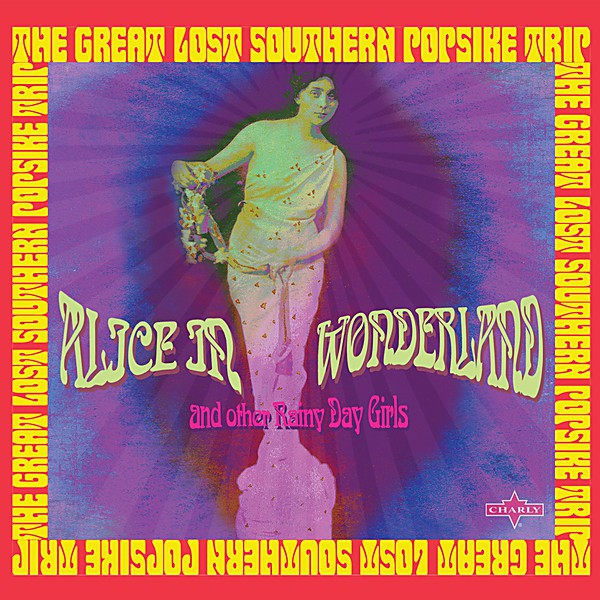 THE GREAT LOST SOUTHERN POPSIKE TRIP
THE GREAT LOST SOUTHERN POPSIKE TRIP
THE GREAT LOST SOUTHERN POPSIKE TRIP
ALICE IN WONDERLAND
and other Rainy Day Girls
CHARLY
THE GREAT LOST SOUTHERN POPSIKE TRIP